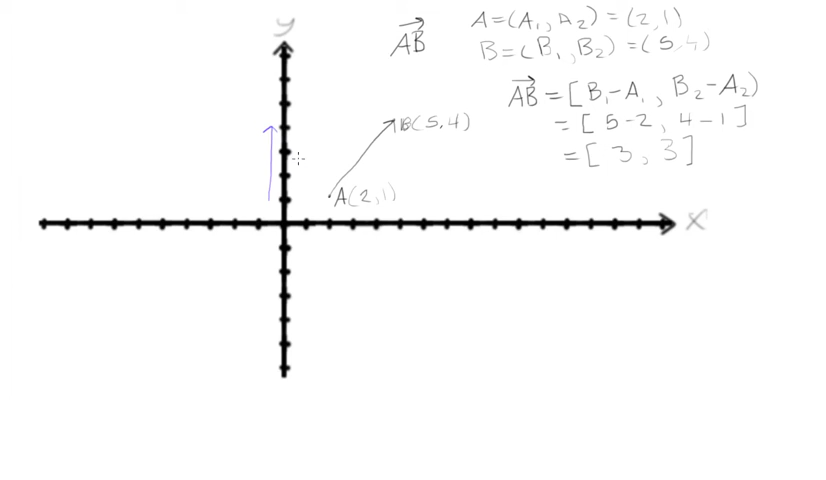 y
AB
A=(A₁, A₂)=(2,1)
B=(B₁, B₂)=(5,4)
AB=[B₁-A₁, B₂-A₂)
=[5-2, 4-1]
=[3, 3]
B(5,4)
A(2,1)
x